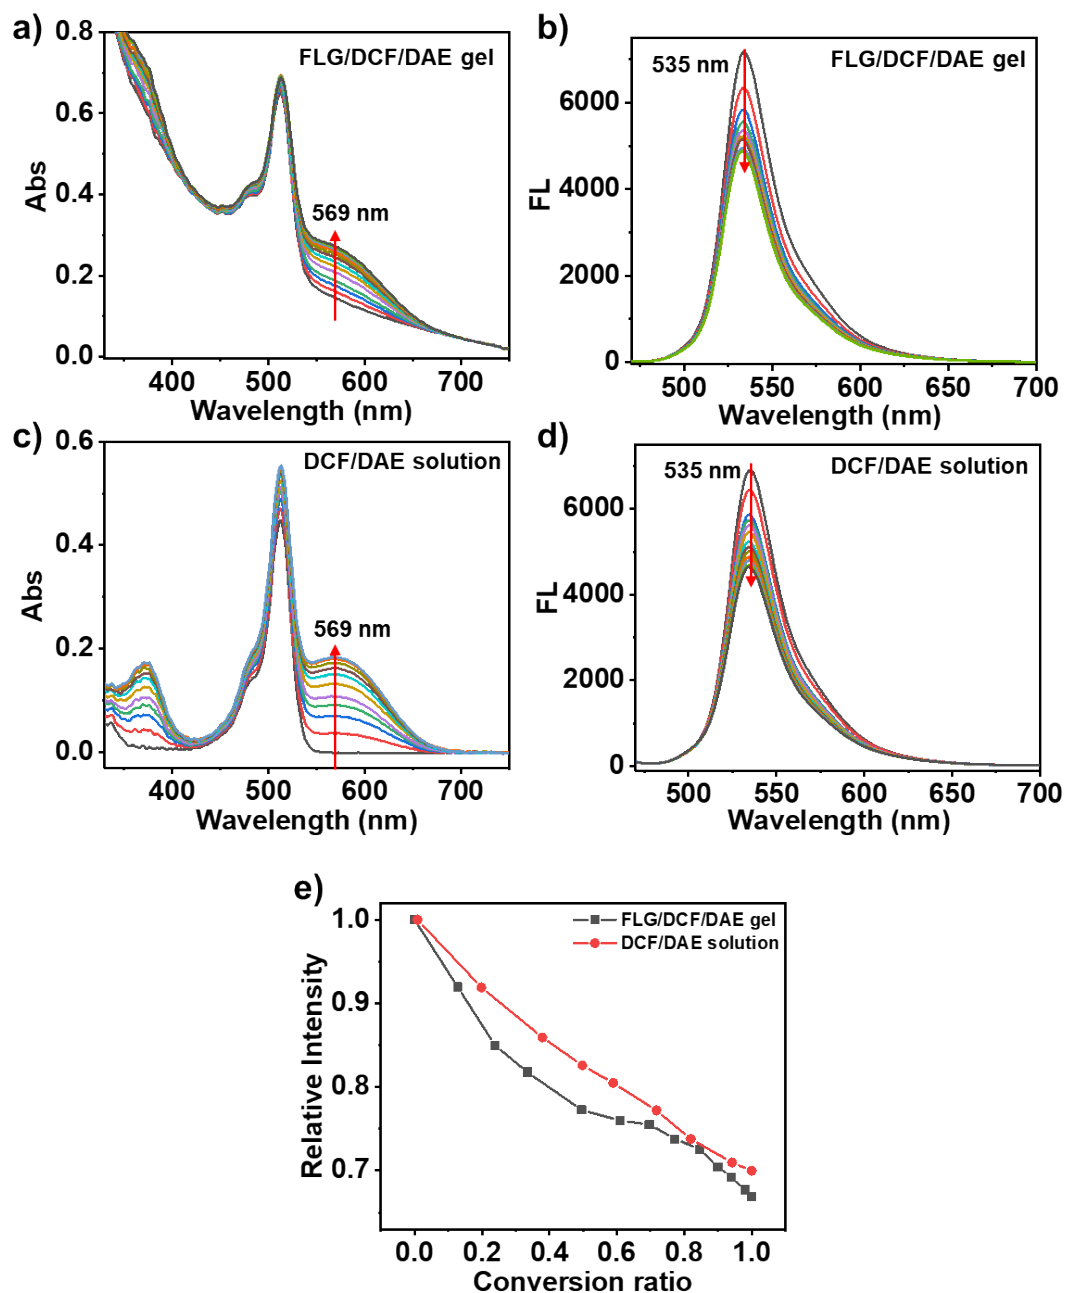 a)
FLG/DCF/DAE gel
569 nm
Abs
0.8
0.6
0.4
0.2
0.0
400 500 600 700
Wavelength (nm)
b)
535 nm
FLG/DCF/DAE gel
FL
6000
4000
2000
0
500 550 600 650 700
Wavelength (nm)
c)
DCF/DAE solution
569 nm
Abs
0.6
0.4
0.2
0.0
400 500 600 700
Wavelength (nm)
d)
535 nm
DCF/DAE solution
FL
6000
4000
2000
0
500 550 600 650 700
Wavelength (nm)
e)
FLG/DCF/DAE gel
DCF/DAE solution
Relative Intensity
1.0
0.9
0.8
0.7
0.0 0.2 0.4 0.6 0.8 1.0
Conversion ratio